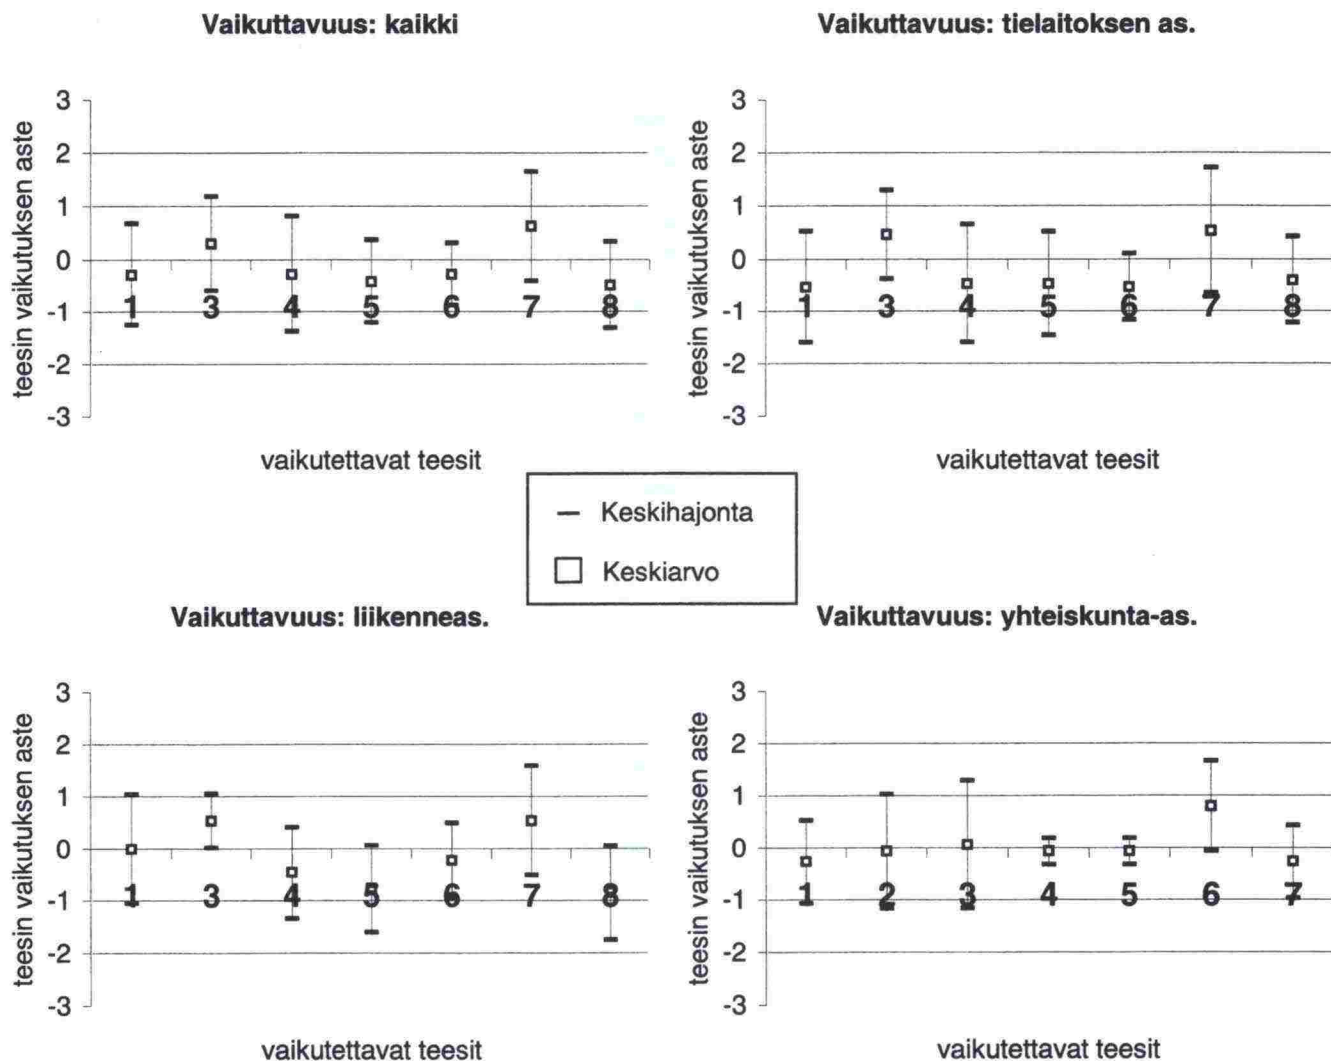 Vaikuttavuus: kaikki
3
2
1
0
-1
-2
-3
teesin vaikutuksen aste
1 3 4 5 6 7 8
vaikutettavat teesit
Vaikuttavuus: tielaitoksen as.
3
2
1
0
-1
-2
-3
teesin vaikutuksen aste
1 3 4 5 6 7 8
vaikutettavat teesit
Keskihajonta
Keskiarvo
Vaikuttavuus: liikenneas.
3
2
1
0
-1
-2
-3
teesin vaikutuksen aste
1 3 4 5 6 7 8
vaikutettavat teesit
Vaikuttavuus: yhteiskunta-as.
3
2
1
0
-1
-2
-3
teesin vaikutuksen aste
1 2 3 4 5 6 7
vaikutettavat teesit